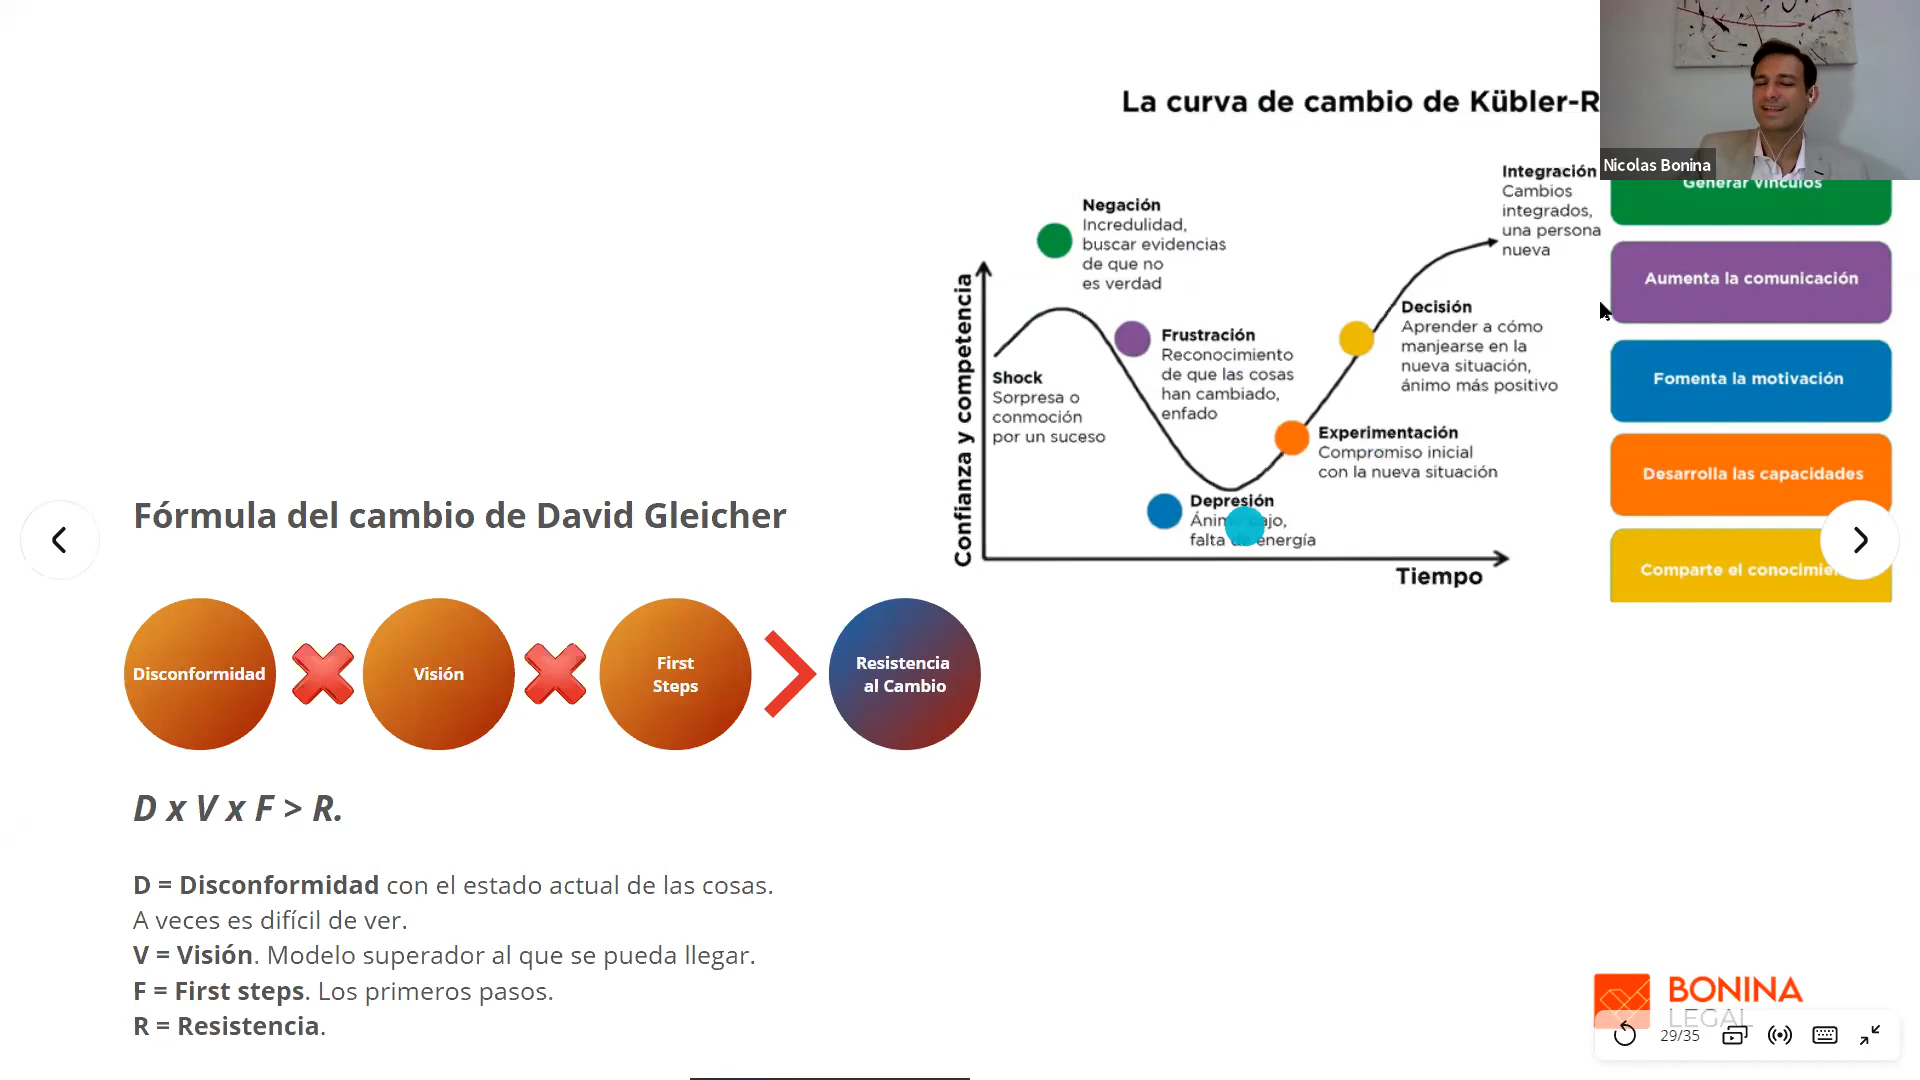 La curva de cambio de Kübler-R
Nicolas Bonina
Integración
Cambios
integrados,
una persona
nueva
Negación
Incredulidad,
buscar evidencias
de que no
es verdad
Frustración
Reconocimiento
de que las cosas
han cambiado,
enfado
Decisión
Aprender a cómo
manjearse en la
nueva situación,
ánimo más positivo
Shock
Sorpresa o
conmoción
por un suceso
Experimentación
Compromiso inicial
con la nueva situación
Depresión
falta de energía
Confianza y competencia
Tiempo
Generar vínculos
Aumenta la comunicación
Fomenta la motivación
Desarrolla las capacidades
Comparte el
Fórmula del cambio de David Gleicher
Disconformidad
Visión
First
Steps
Resistencia
al Cambio
D x V x F > R.
D = Disconformidad con el estado actual de las cosas.
A veces es difícil de ver.
V = Visión. Modelo superador al que se pueda llegar.
F = First steps. Los primeros pasos.
R = Resistencia.
BONINA
LEGAL
29/35